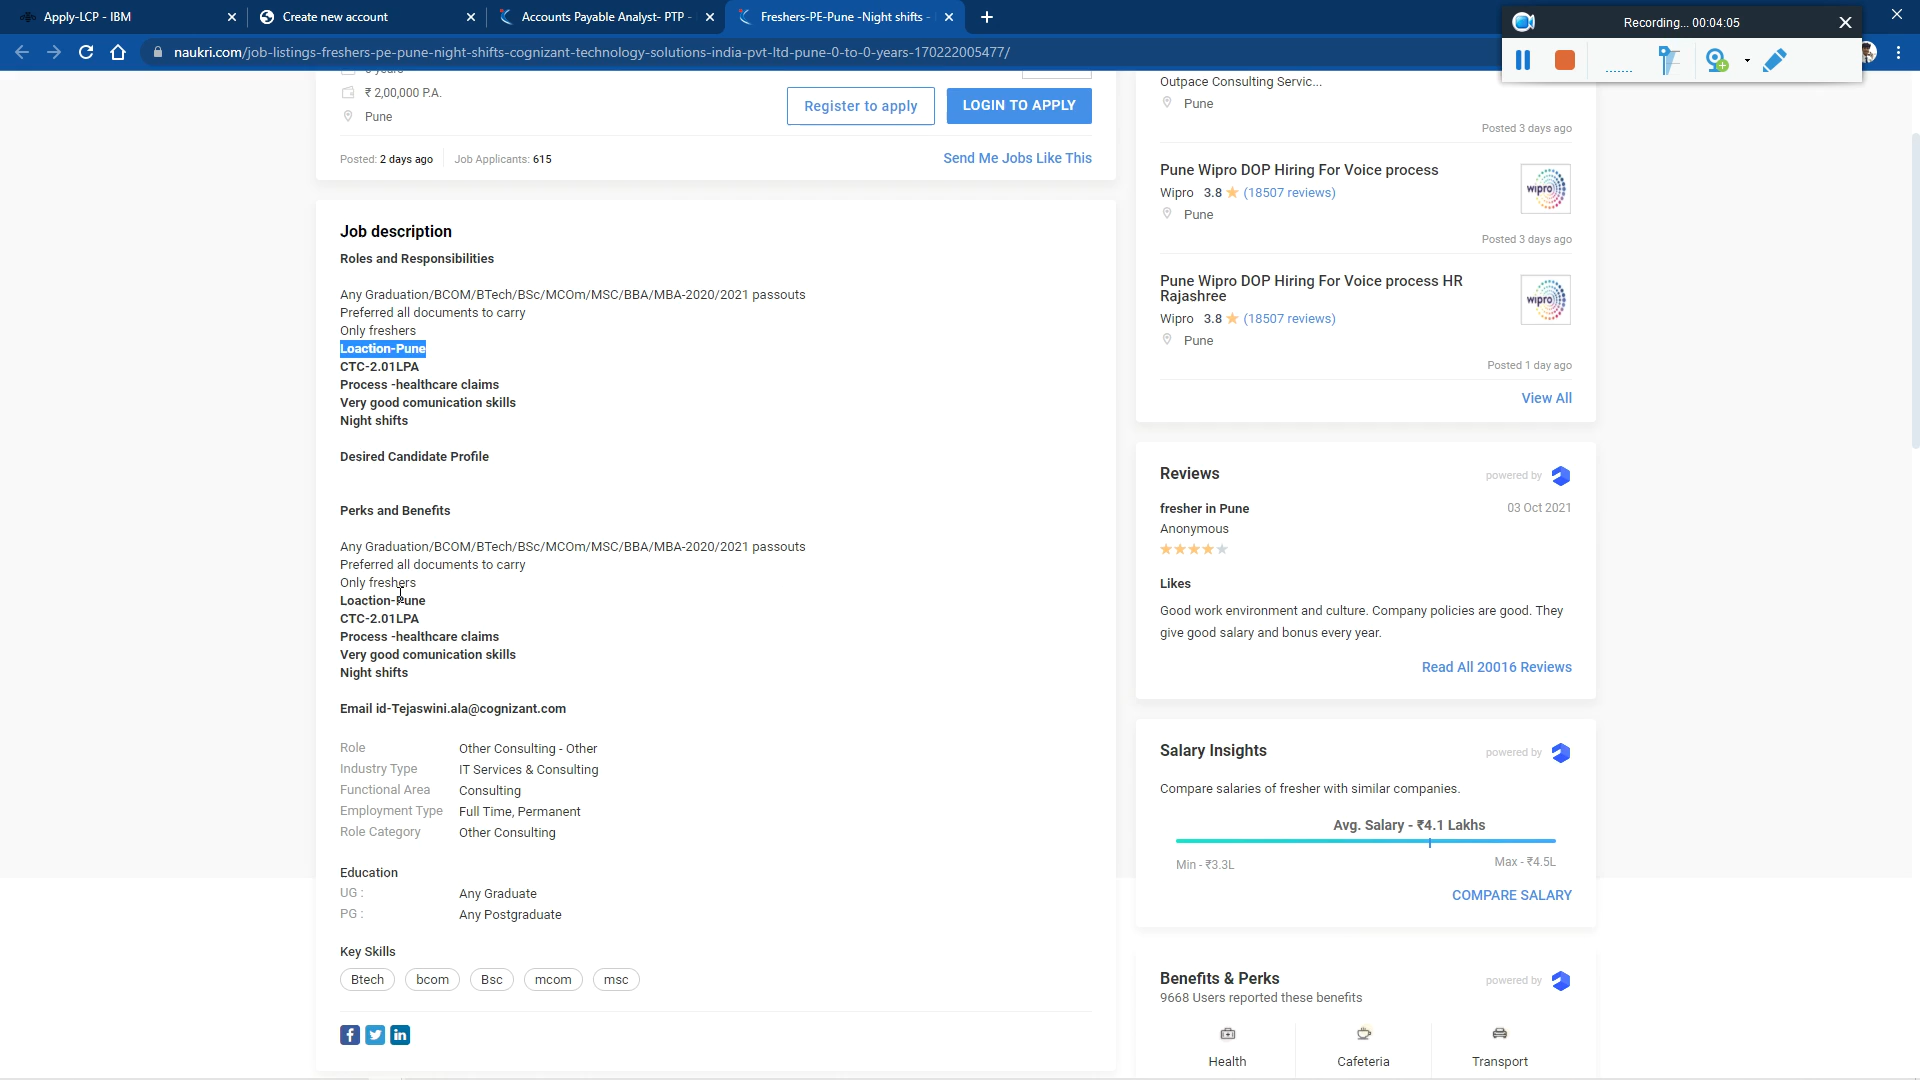 Apply-LCP - IBM
Create new account
Accounts Payable Analyst- PTP -
Freshers-PE-Pune -Night shifts -
Recording... 00:04:05
naukri.com/job-listings-freshers-pe-pune-night-shifts-cognizant-technology-solutions-india-pvt-ltd-pune-0-to-0-years-170222005477/
₹ 2,00,000 P.A.
Pune
Register to apply
LOGIN TO APPLY
Posted: 2 days ago
Job Applicants: 615
Send Me Jobs Like This
Job description
Roles and Responsibilities
Any Graduation/BCOM/BTech/BSc/MCOm/MSC/BBA/MBA-2020/2021 passouts
Preferred all documents to carry
Only freshers
Loaction-Pune
CTC-2.01LPA
Process -healthcare claims
Very good comunication skills
Night shifts
Desired Candidate Profile
Perks and Benefits
Any Graduation/BCOM/BTech/BSc/MCOm/MSC/BBA/MBA-2020/2021 passouts
Preferred all documents to carry
Only freshers
Loaction-Pune
CTC-2.01LPA
Process -healthcare claims
Very good comunication skills
Night shifts
Email id-Tejaswini.ala@cognizant.com
Role Other Consulting - Other
Industry Type IT Services & Consulting
Functional Area Consulting
Employment Type Full Time, Permanent
Role Category Other Consulting
Education
UG : Any Graduate
PG : Any Postgraduate
Key Skills
Btech bcom Bsc mcom msc
Outpace Consulting Servic...
Pune
Posted 3 days ago
Pune Wipro DOP Hiring For Voice process
Wipro 3.8 (18507 reviews)
wipro
Pune
Posted 3 days ago
Pune Wipro DOP Hiring For Voice process HR
Rajashree
Wipro 3.8 (18507 reviews)
wipro
Pune
Posted 1 day ago
View All
Reviews
powered by
fresher in Pune
03 Oct 2021
Anonymous
Likes
Good work environment and culture. Company policies are good. They
give good salary and bonus every year.
Read All 20016 Reviews
Salary Insights
powered by
Compare salaries of fresher with similar companies.
Avg. Salary - ₹4.1 Lakhs
Min - ₹3.3L
Max - ₹4.5L
COMPARE SALARY
Benefits & Perks
powered by
9668 Users reported these benefits
Health
Cafeteria
Transport